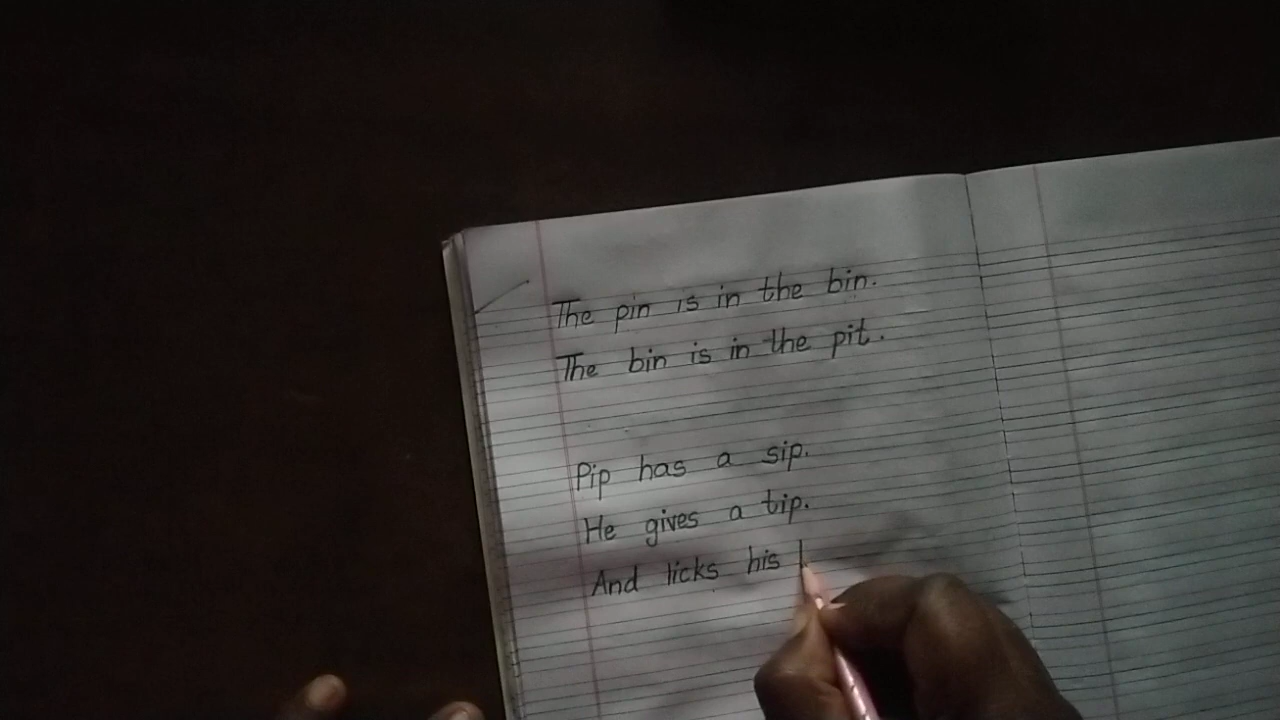 The pin is in the bin.
The bin is in the pit.
Pip has a sip.
He gives a tip.
And licks his l